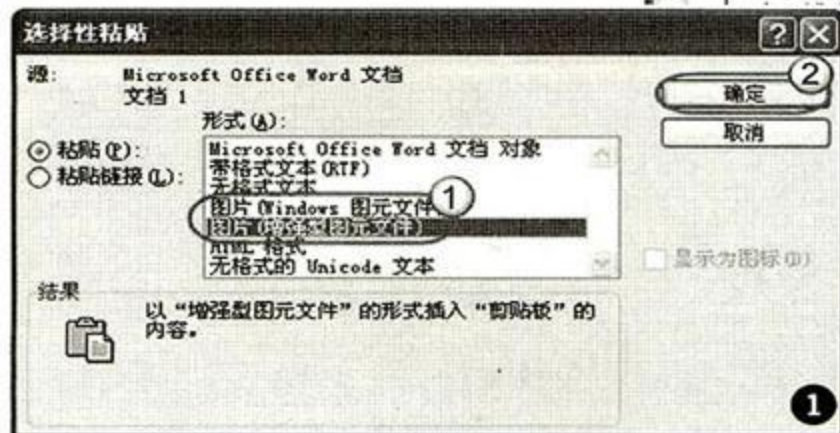 选择性粘贴
源: Microsoft Office Word 文档
文档 1
形式(A):
粘贴(P):
粘贴链接(L):
Microsoft Office Word 文档 对象
带格式文本(RTF)
无格式文本
图片(Windows 图元文件)
图片(增强型图元文件)
HTML 格式
无格式的 Unicode 文本
①
②
确定
取消
显示为图标(D)
结果
以“增强型图元文件”的形式插入“剪贴板”的
内容。
❶